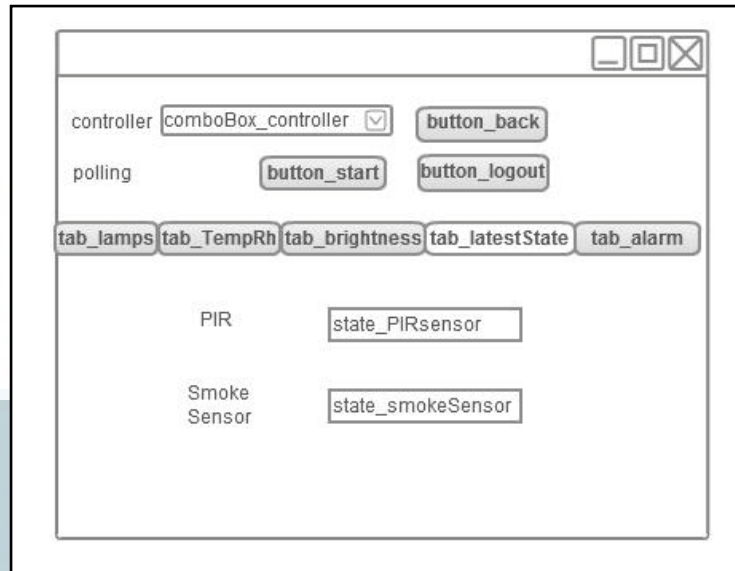 controller comboBox_controller button_back
polling button_start button_logout
tab_lamps tab_TempRh tab_brightness tab_latestState tab_alarm
PIR state_PIRsensor
Smoke
Sensor state_smokeSensor